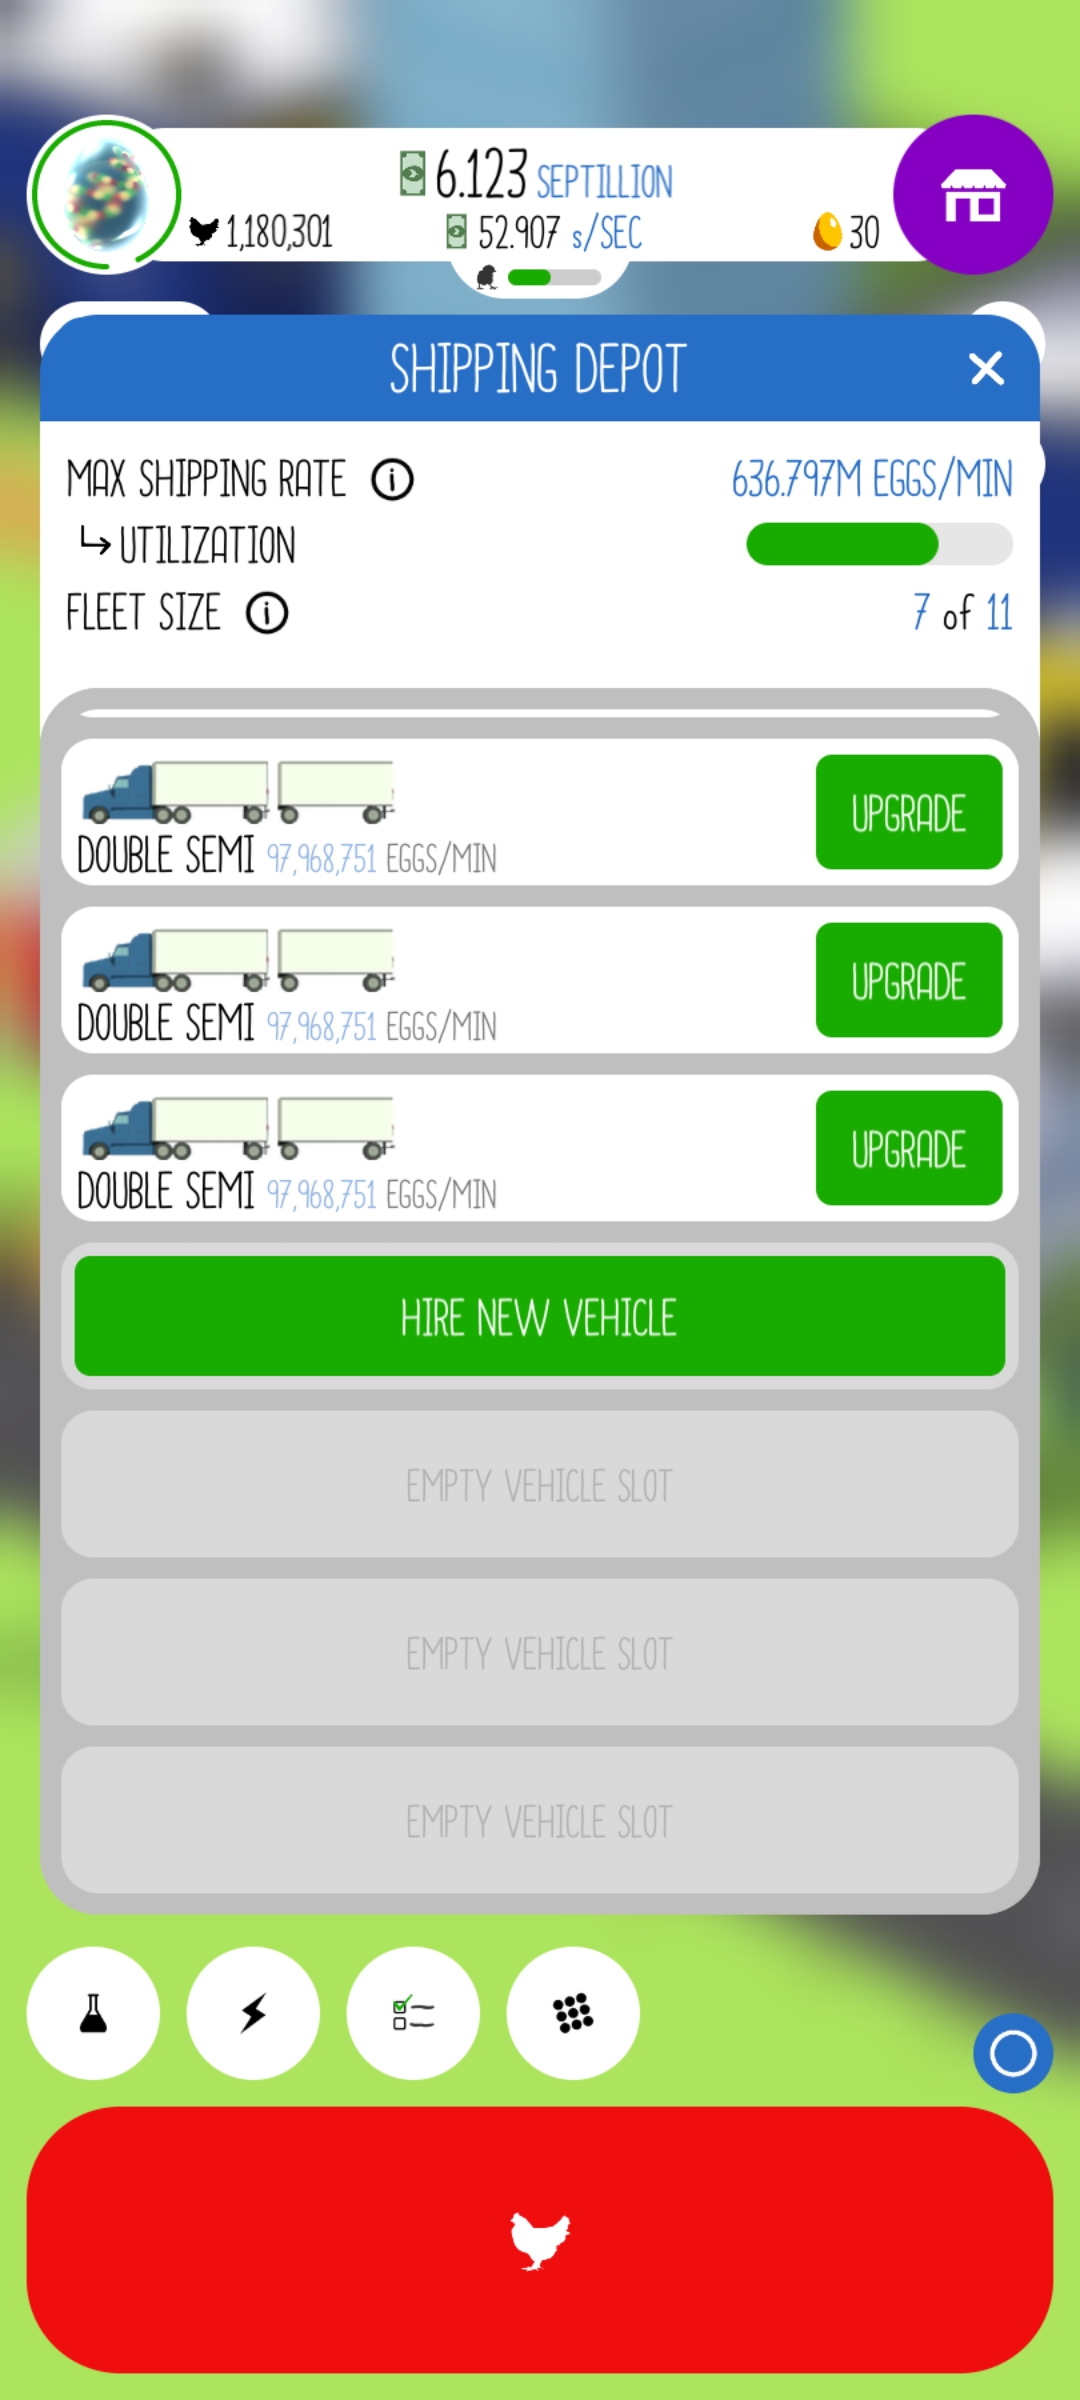 6.123 SEPTILLION
1,180,301 52.907 s/SEC 30
SHIPPING DEPOT
MAX SHIPPING RATE 636.797M EGGS/MIN
UTILIZATION
FLEET SIZE 7 of 11
UPGRADE
DOUBLE SEMI 97,968,751 EGGS/MIN
UPGRADE
DOUBLE SEMI 97,968,751 EGGS/MIN
UPGRADE
DOUBLE SEMI 97,968,751 EGGS/MIN
HIRE NEW VEHICLE
EMPTY VEHICLE SLOT
EMPTY VEHICLE SLOT
EMPTY VEHICLE SLOT